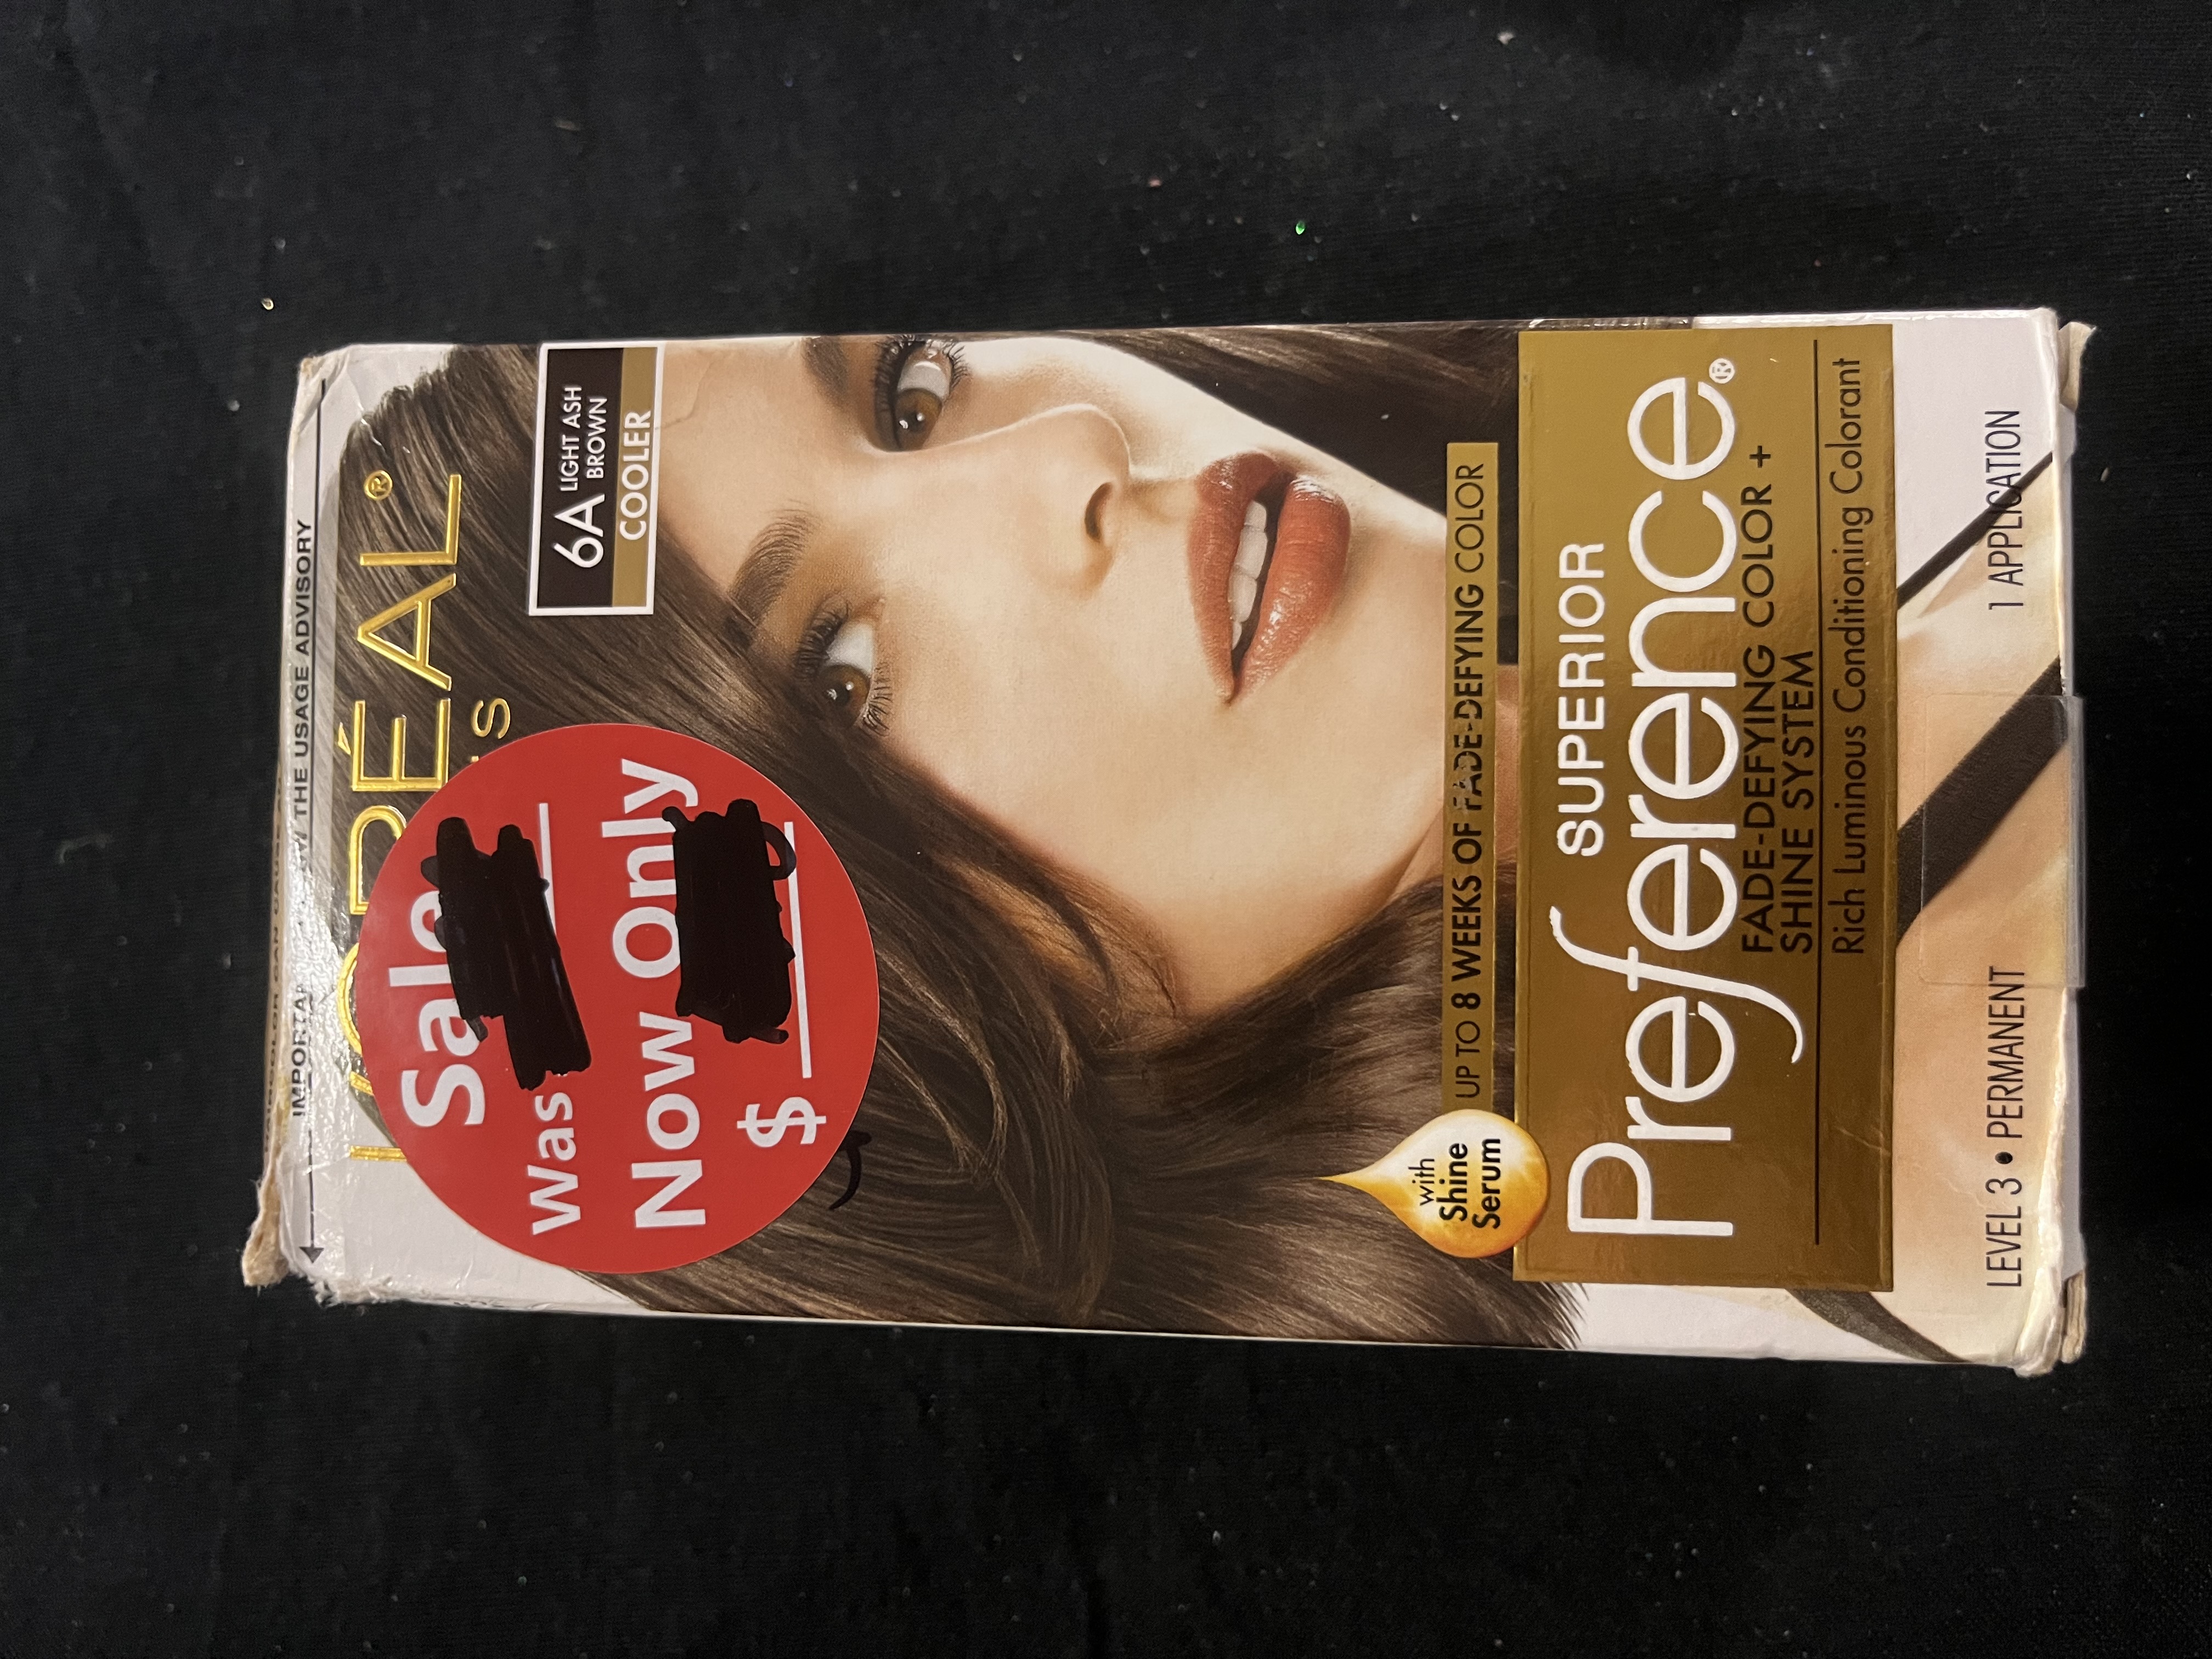 THE USAGE ADVISORY
L'ORÉAL®
6A LIGHT ASH
BROWN
COOLER
Sale
Was
Now Only
$
UP TO 8 WEEKS OF FADE-DEFYING COLOR
with
Shine
Serum
SUPERIOR
Preference®
FADE-DEFYING COLOR +
SHINE SYSTEM
Rich Luminous Conditioning Colorant
LEVEL 3 • PERMANENT 1 APPLICATION